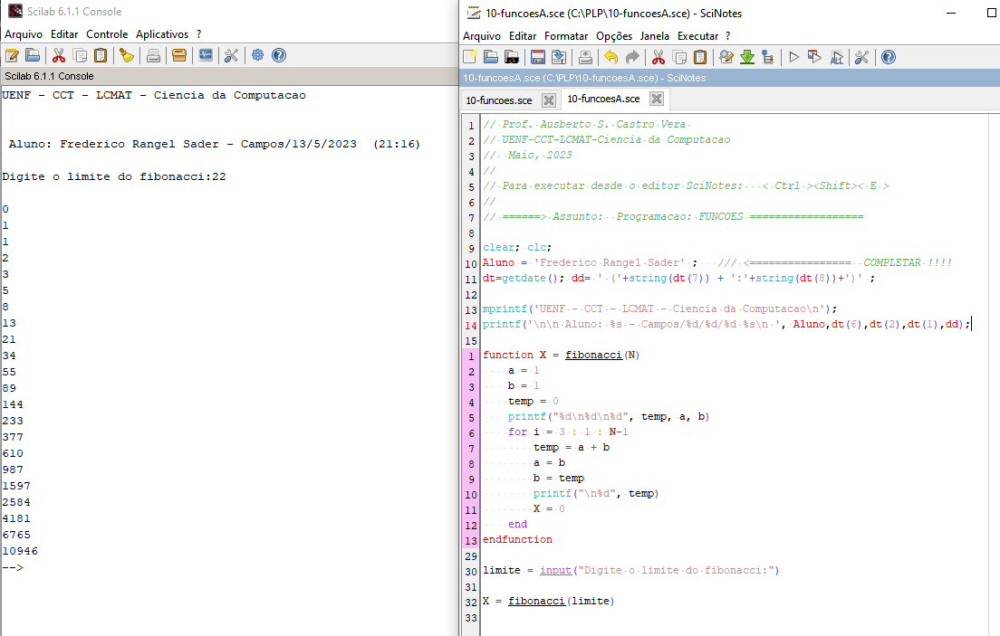 Scilab 6.1.1 Console
Arquivo Editar Controle Aplicativos ?
Scilab 6.1.1 Console
UENF - CCT - LCMAT - Ciencia da Computacao
Aluno: Frederico Rangel Sader - Campos/13/5/2023  (21:16)
Digite o limite do fibonacci:22
0
1
1
2
3
5
8
13
21
34
55
89
144
233
377
610
987
1597
2584
4181
6765
10946
-->
10-funcoesA.sce (C:\PLP\10-funcoesA.sce) - SciNotes
Arquivo Editar Formatar Opções Janela Executar ?
10-funcoesA.sce (C:\PLP\10-funcoesA.sce) - SciNotes
10-funcoes.sce 10-funcoesA.sce
1 // Prof. Ausberto S. Castro Vera
2 // UENF-CCT-LCMAT-Ciencia da Computacao
3 //  Maio, 2023
4 //
5 // Para executar desde o editor SciNotes:  < Ctrl ><Shift>< E >
6 //
7 // ======> Assunto:  Programacao: FUNCOES ==================
8
9 clear; clc;
10 Aluno = 'Frederico Rangel Sader' ;   /// <================  COMPLETAR !!!!
11 dt=getdate(); dd= ' ('+string(dt(7)) + ':'+string(dt(8))+')' ;
12
13 mprintf('UENF - CCT - LCMAT - Ciencia da Computacao\n');
14 printf('\n\n Aluno: %s - Campos/%d/%d/%d %s\n ', Aluno,dt(6),dt(2),dt(1),dd);
15
1 function X = fibonacci(N)
2     a = 1
3     b = 1
4     temp = 0
5     printf("%d\n%d\n%d", temp, a, b)
6     for i = 3 : 1 : N-1
7         temp = a + b
8         a = b
9         b = temp
10         printf("\n%d", temp)
11         X = 0
12     end
13 endfunction
29
30 limite = input("Digite o limite do fibonacci:")
31
32 X = fibonacci(limite)
33